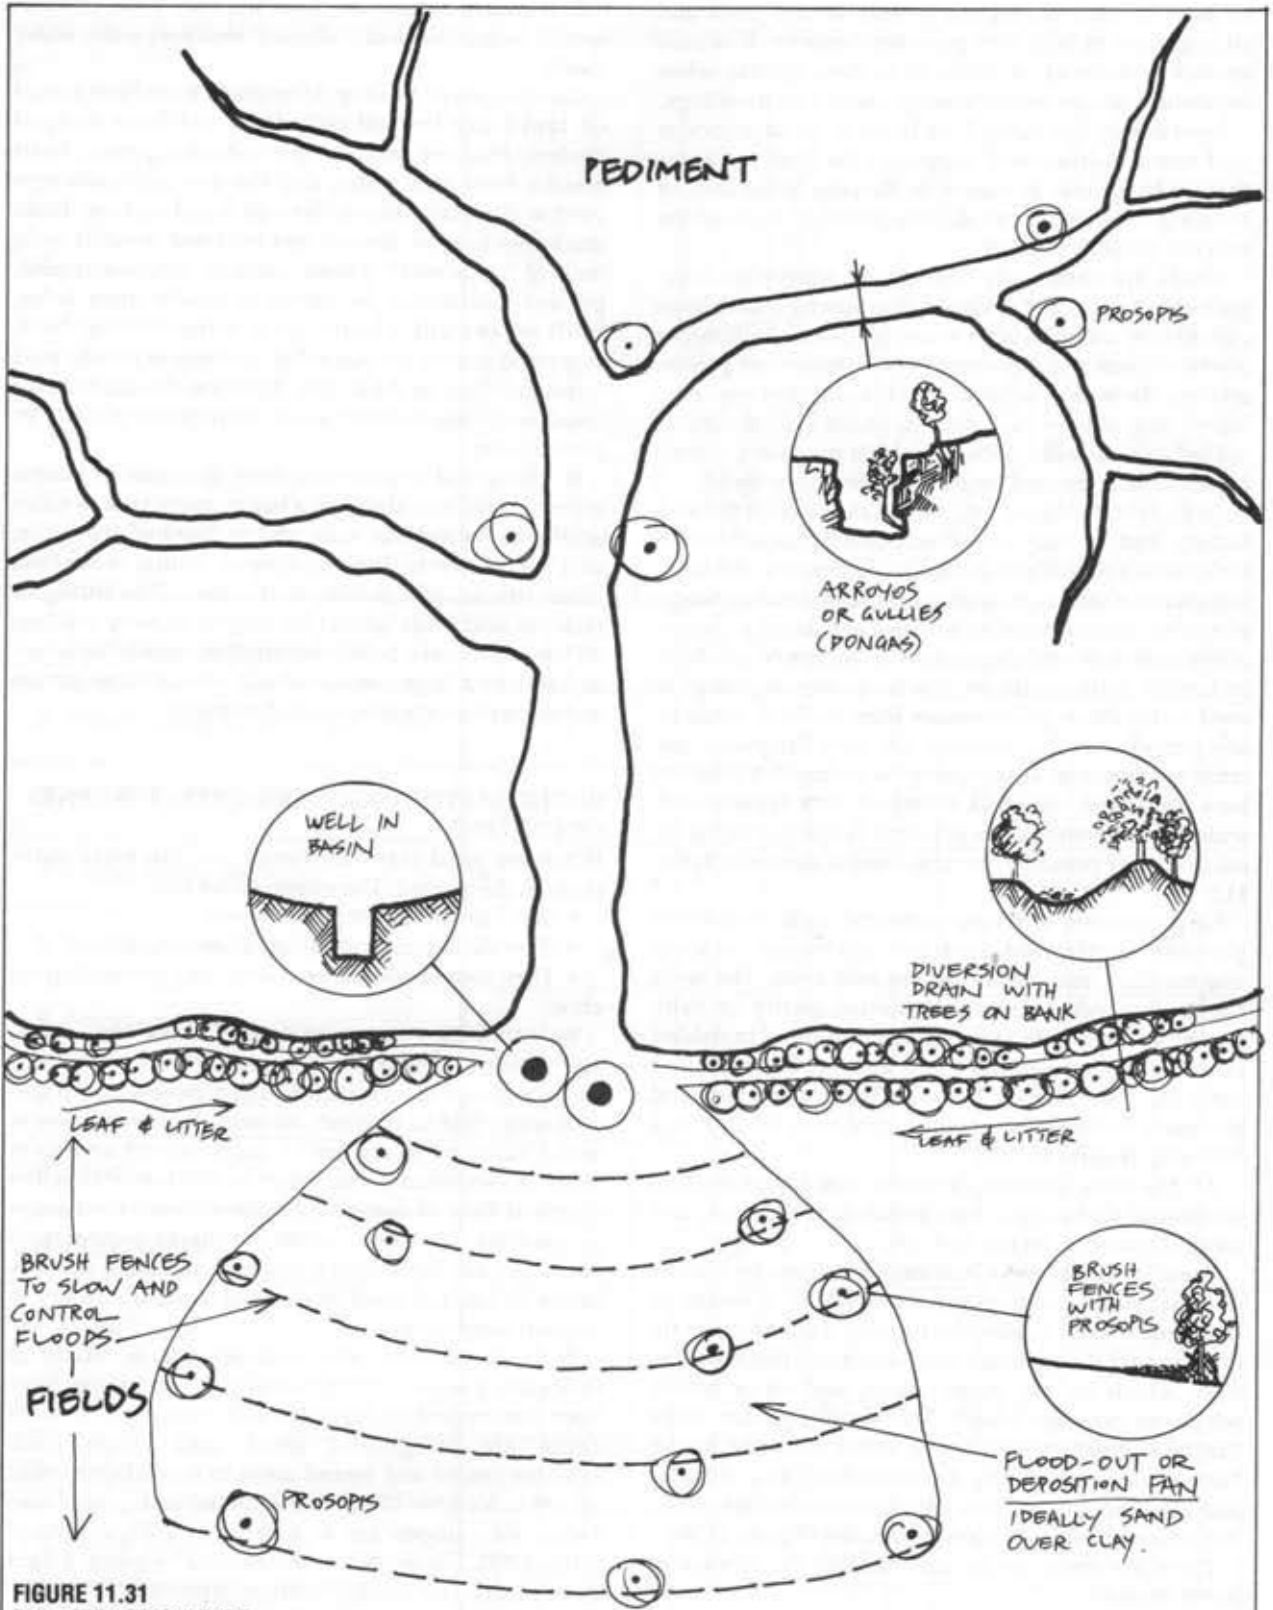 PEDIMENT
PROSOPIS
ARROYOS
OR GULLIES
(DONGAS)
WELL IN
BASIN
DIVERSION
DRAIN WITH
TREES ON BANK
LEAF & LITTER
LEAF & LITTER
BRUSH FENCES
TO SLOW AND
CONTROL
FLOODS
FIELDS
BRUSH
FENCES
WITH
PROSOPIS
FLOOD-OUT OR
DEPOSITION FAN
IDEALLY SAND
OVER CLAY.
PROSOPIS
FIGURE 11.31